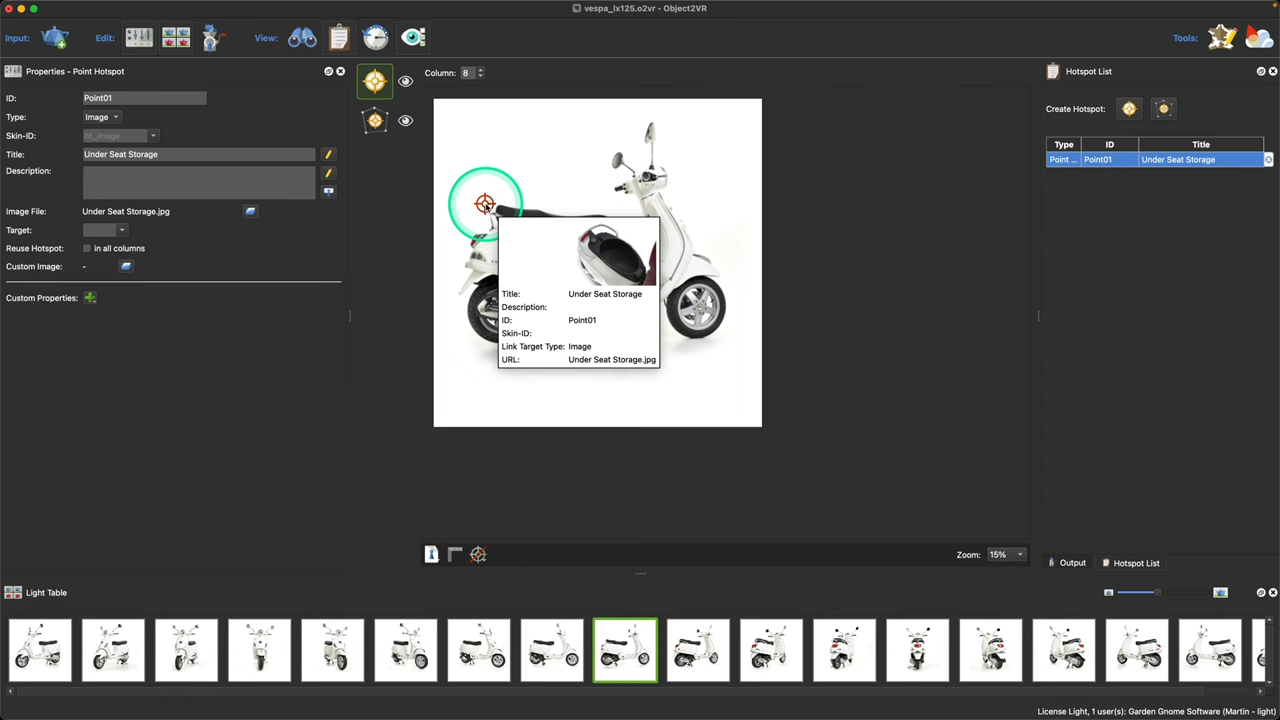 vespa_lx125.o2vr - Object2VR
Input: Edit: View: Tools:
Properties - Point Hotspot
ID: Point01
Type: Image
Skin-ID: ht_image
Title: Under Seat Storage
Description:
Image File: Under Seat Storage.jpg
Target:
Reuse Hotspot: in all columns
Custom Image: -
Custom Properties:
Column: 8
Title: Under Seat Storage
Description:
ID: Point01
Skin-ID:
Link Target Type: Image
URL: Under Seat Storage.jpg
Zoom: 15%
Hotspot List
Create Hotspot:
Type ID Title
Point ... Point01 Under Seat Storage
Output Hotspot List
Light Table
License Light, 1 user(s): Garden Gnome Software (Martin - light)